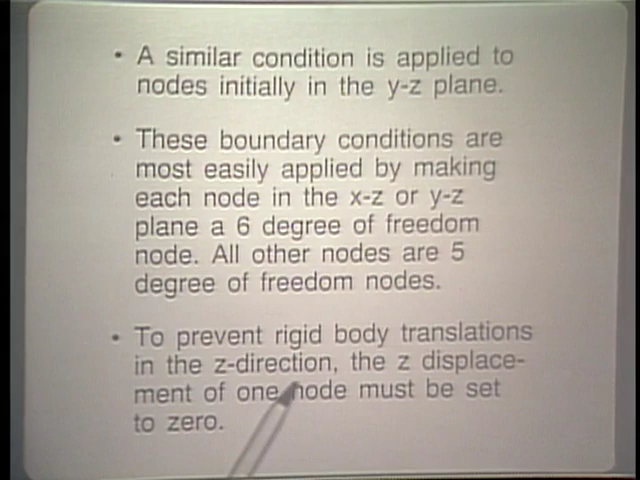 • A similar condition is applied to
nodes initially in the y-z plane.
• These boundary conditions are
most easily applied by making
each node in the x-z or y-z
plane a 6 degree of freedom
node. All other nodes are 5
degree of freedom nodes.
• To prevent rigid body translations
in the z-direction, the z displace-
ment of one node must be set
to zero.